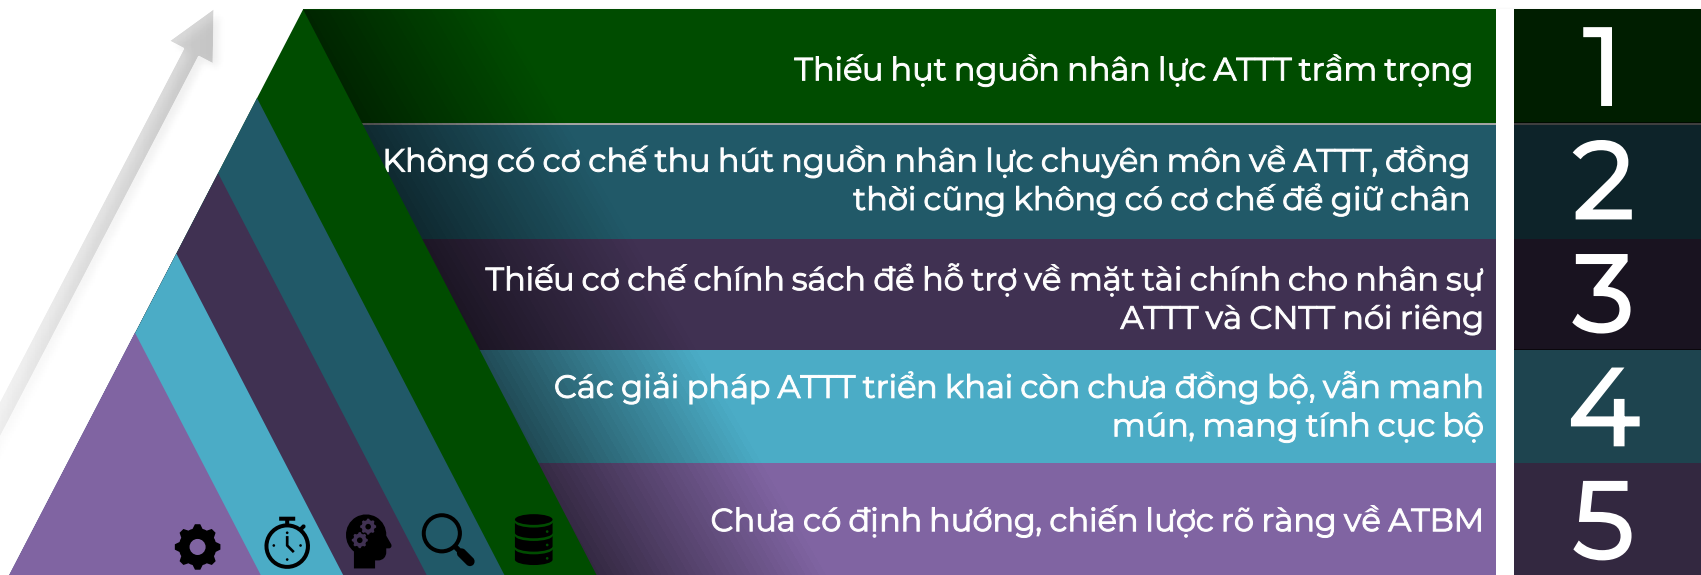 Thiếu hụt nguồn nhân lực ATTT trầm trọng
1
Không có cơ chế thu hút nguồn nhân lực chuyên môn về ATTT, đồng
thời cũng không có cơ chế để giữ chân
2
Thiếu cơ chế chính sách để hỗ trợ về mặt tài chính cho nhân sự
ATTT và CNTT nói riêng
3
Các giải pháp ATTT triển khai còn chưa đồng bộ, vẫn manh
mún, mang tính cục bộ
4
Chưa có định hướng, chiến lược rõ ràng về ATBM
5